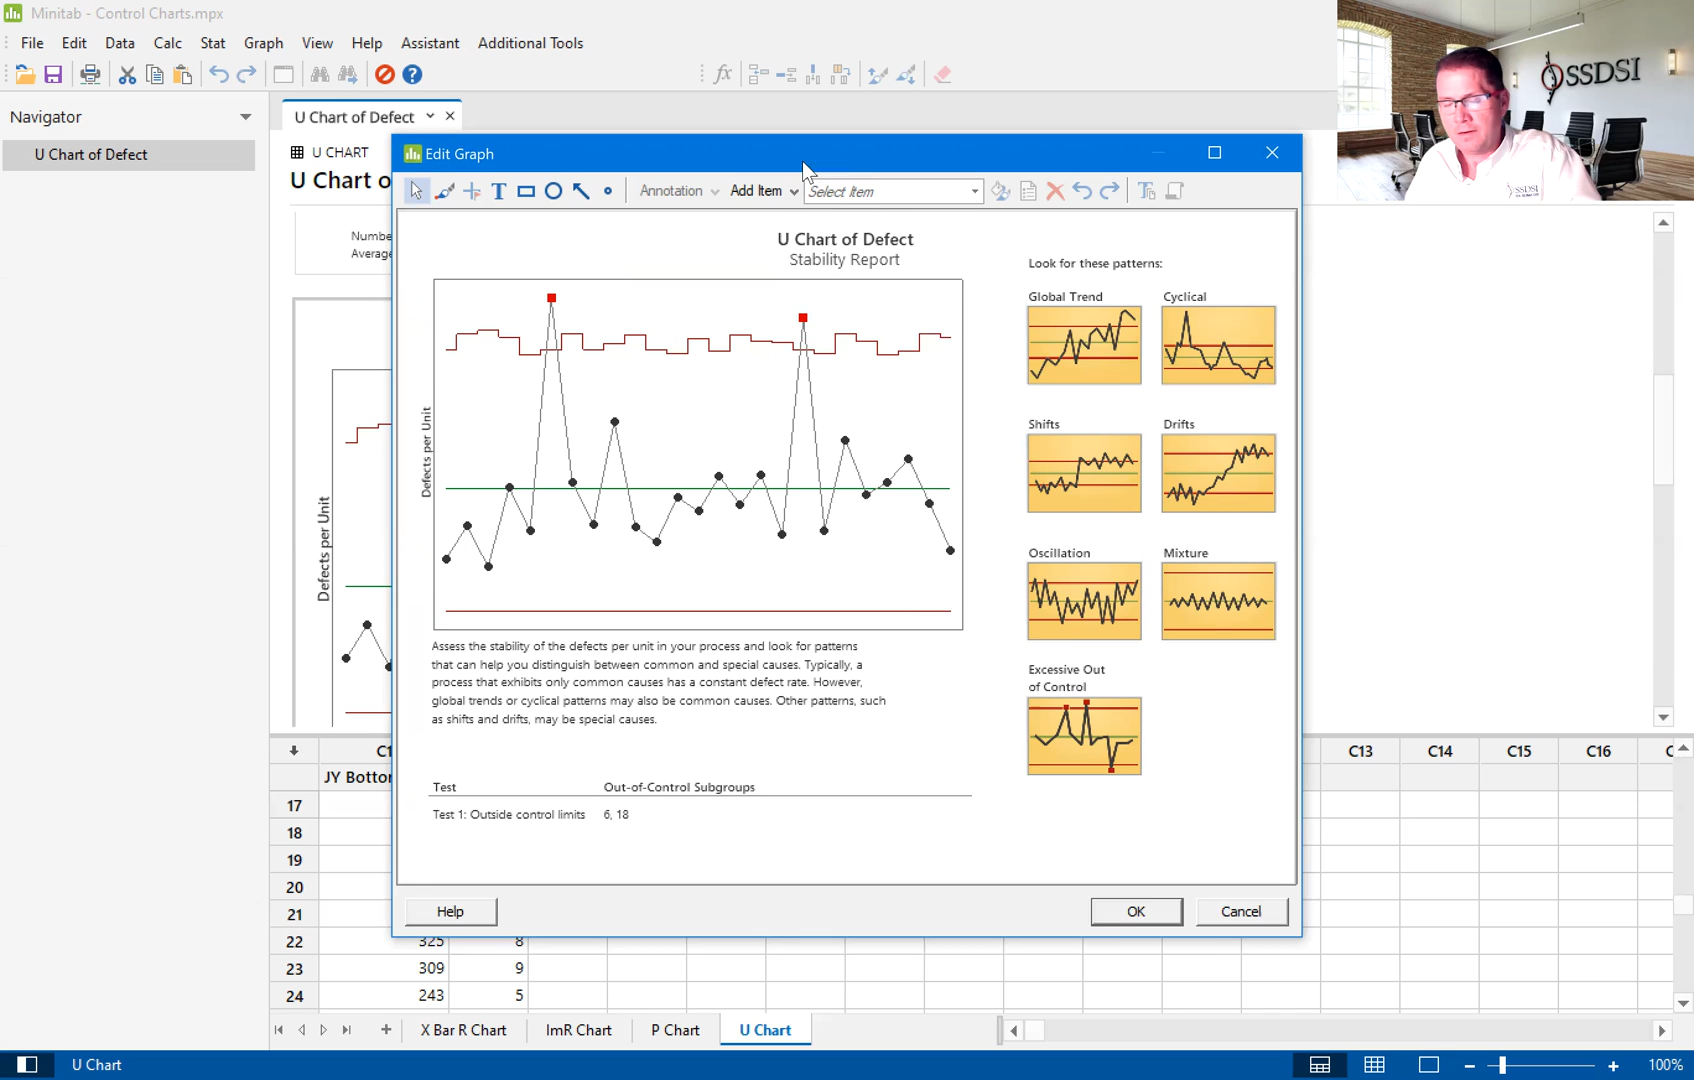 Minitab - Control Charts.mpx
File Edit Data Calc Stat Graph View Help Assistant Additional Tools
SSDSI
SSDSI
Navigator
U Chart of Defect
U Chart of Defect
U CHART
U Chart o
Numbe
Average
Defects per Unit
Edit Graph
Annotation Add Item Select Item
U Chart of Defect
Stability Report
Defects per Unit
Look for these patterns:
Global Trend Cyclical
Shifts Drifts
Oscillation Mixture
Excessive Out
of Control
Assess the stability of the defects per unit in your process and look for patterns
that can help you distinguish between common and special causes. Typically, a
process that exhibits only common causes has a constant defect rate. However,
global trends or cyclical patterns may also be common causes. Other patterns, such
as shifts and drifts, may be special causes.
Test Out-of-Control Subgroups
Test 1: Outside control limits 6, 18
Help OK Cancel
C1 C13 C14 C15 C16 C
JY Bottor
17
18
19
20
21
22 325 8
23 309 9
24 243 5
X Bar R Chart ImR Chart P Chart U Chart
U Chart 100%